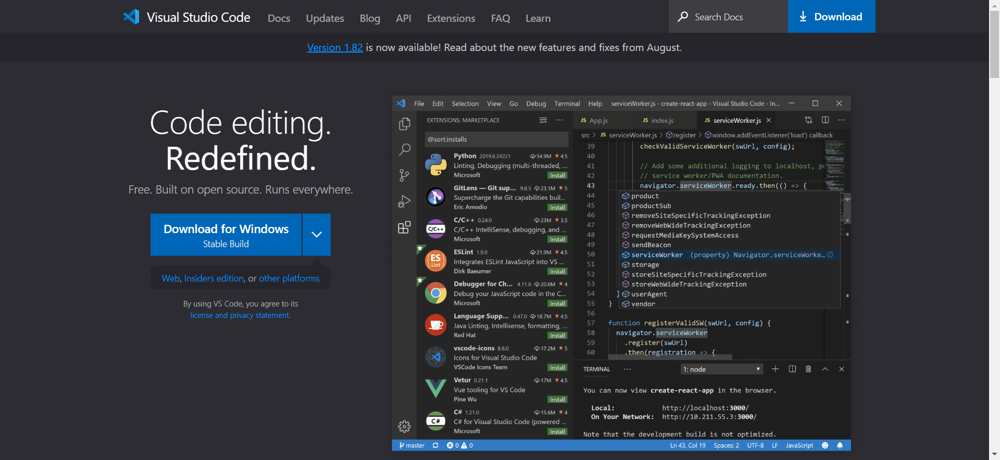 Visual Studio Code Docs Updates Blog API Extensions FAQ Learn Search Docs Download
Version 1.82 is now available! Read about the new features and fixes from August.
Code editing.
Redefined.
Free. Built on open source. Runs everywhere.
Download for Windows
Stable Build
Web, Insiders edition, or other platforms
By using VS Code, you agree to its
license and privacy statement.
File Edit Selection View Go Debug Terminal Help serviceWorker.js - create-react-app - Visual Studio Code - In...
EXTENSIONS: MARKETPLACE
@sort:installs
Python 2019.6.24221 54.9M ★ 4.5
Linting, Debugging (multi-threaded, ...
Microsoft Install
GitLens — Git sup... 9.8.5 23.1M ★ 5
Supercharge the Git capabilities buil...
Eric Amodio Install
C/C++
C/C++ 0.24.0 23M ★ 3.5
C/C++ IntelliSense, debugging, and ...
Microsoft Install
ES
Lint
ESLint 1.9.0 21.9M ★ 4.5
Integrates ESLint JavaScript into VS ...
Dirk Baeumer Install
Debugger for Ch... 4.11.6 20.6M ★ 4
Debug your JavaScript code in the C...
Microsoft Install
Language Supp... 0.47.0 18.7M ★ 4.5
Java Linting, Intellisense, formatting, ...
Red Hat Install
vscode-icons 8.8.0 17.2M ★ 5
Icons for Visual Studio Code
VSCode Icons Team Install
Vetur 0.21.1 17M ★ 4.5
Vue tooling for VS Code
Pine Wu Install
C#
C# 1.21.0 15.6M ★ 4
C# for Visual Studio Code (powered ...
Microsoft Install
JS App.js JS index.js JS serviceWorker.js
src > JS serviceWorker.js > register > window.addEventListener('load') callback
39 checkValidServiceWorker(swUrl, config);
40
41 // Add some additional logging to localhost, p
42 // service worker/PWA documentation.
43 navigator.serviceWorker.ready.then(() => {
44 product
45 productSub
46 removeSiteSpecificTrackingException
47 removeWebWideTrackingException
48 requestMediaKeySystemAccess
49 sendBeacon
50 serviceWorker (property) Navigator.serviceWorke...
51 storage
52 storeSiteSpecificTrackingException
53 storeWebWideTrackingException
54 } userAgent
55 } vendor
56
57 function registerValidSW(swUrl, config) {
58 navigator.serviceWorker
59 .register(swUrl)
60 .then(registration => {
TERMINAL ... 1: node
You can now view create-react-app in the browser.
Local: http://localhost:3000/
On Your Network: http://10.211.55.3:3000/
Note that the development build is not optimized.
master 0 0 Ln 43, Col 19 Spaces: 2 UTF-8 LF JavaScript